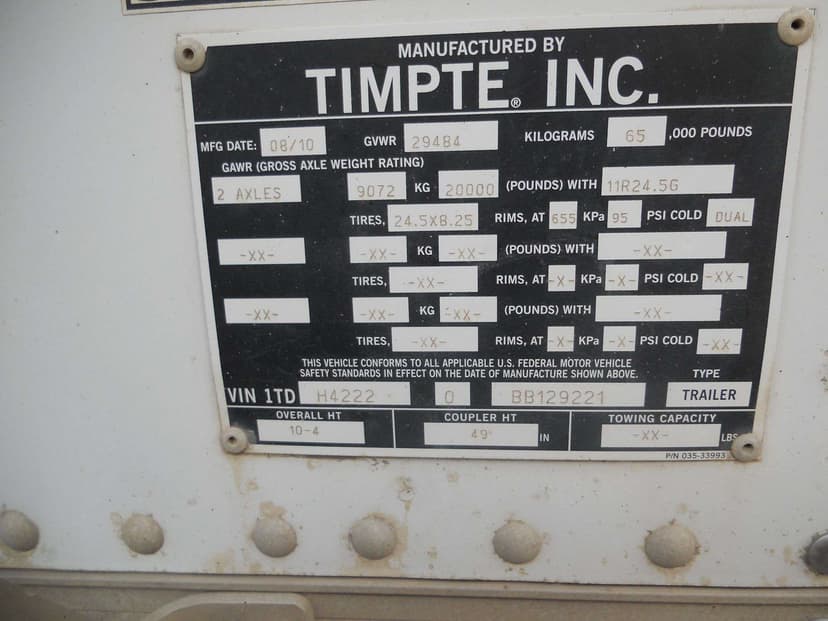 MANUFACTURED BY
TIMPTE® INC.
MFG DATE: 08/10 GVWR 29484 KILOGRAMS 65 ,000 POUNDS
GAWR (GROSS AXLE WEIGHT RATING)
2 AXLES 9072 KG 20000 (POUNDS) WITH 11R24.5G
TIRES, 24.5X8.25 RIMS, AT 655 KPa 95 PSI COLD DUAL
-XX- -XX- KG -XX- (POUNDS) WITH -XX-
TIRES, -XX- RIMS, AT -X- KPa -X- PSI COLD -XX-
-XX- -XX- KG -XX- (POUNDS) WITH -XX-
TIRES, -XX- RIMS, AT -X- KPa -X- PSI COLD -XX-
THIS VEHICLE CONFORMS TO ALL APPLICABLE U.S. FEDERAL MOTOR VEHICLE
SAFETY STANDARDS IN EFFECT ON THE DATE OF MANUFACTURE SHOWN ABOVE. TYPE
VIN 1TD H4222 0 BB129221 TRAILER
OVERALL HT COUPLER HT TOWING CAPACITY
10-4 49 IN -XX- LBS
P/N 035-33993